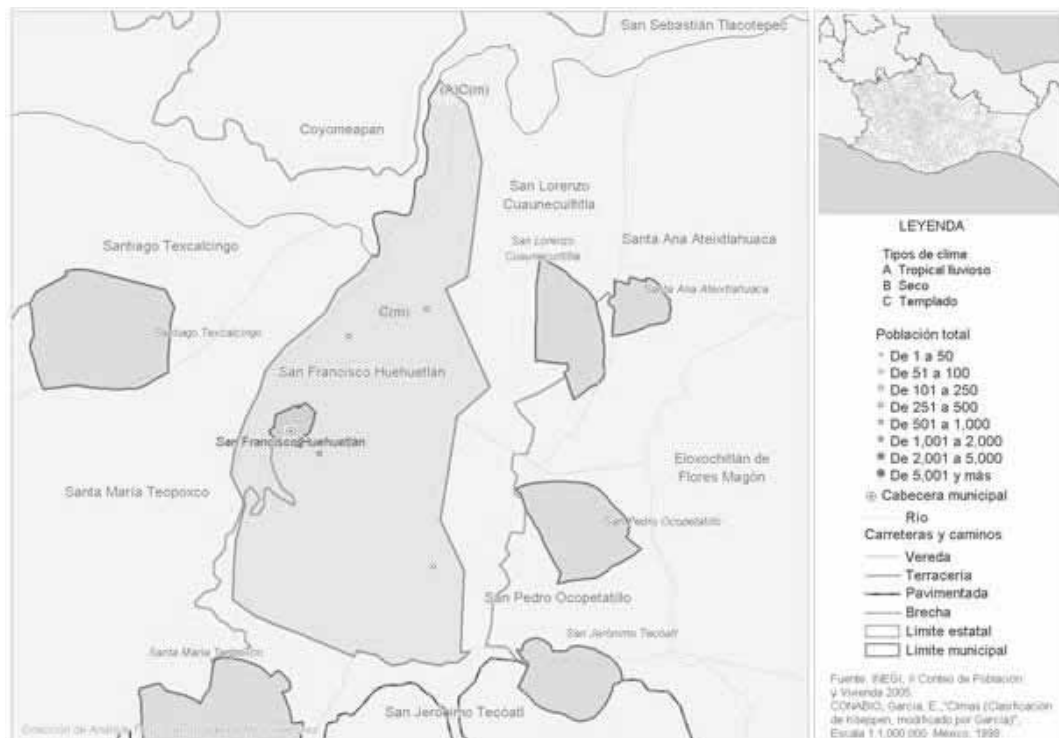 San Sebastián Tlacotepec
(A)C(m)
Coyomeapan
San Lorenzo
Cuaunecuiltitla
Santiago Texcalcingo
San Lorenzo
Cuaunecuiltitla
Santa Ana Ateixtlahuaca
Santa Ana Ateixtlahuaca
C(m)
Santiago Texcalcingo
San Francisco Huehuetlán
San Francisco Huehuetlán
Eloxochitlán de
Flores Magón
Santa María Teopoxco
San Pedro Ocopetatillo
San Pedro Ocopetatillo
San Jerónimo Tecoatl
Santa María Teopoxco
San Jerónimo Tecoatl
LEYENDA
Tipos de clima
A Tropical lluvioso
B Seco
C Templado
Población total
De 1 a 50
De 51 a 100
De 101 a 250
De 251 a 500
De 501 a 1,000
De 1,001 a 2,000
De 2,001 a 5,000
De 5,001 y más
Cabecera municipal
Río
Carreteras y caminos
Vereda
Terracería
Pavimentada
Brecha
Límite estatal
Límite municipal
Fuente: INEGI, II Conteo de Población
y Vivienda 2005.
CONABIO, García, E., "Climas (Clasificación
de Köeppen, modificado por García)",
Escala 1:1,000 000. México, 1998